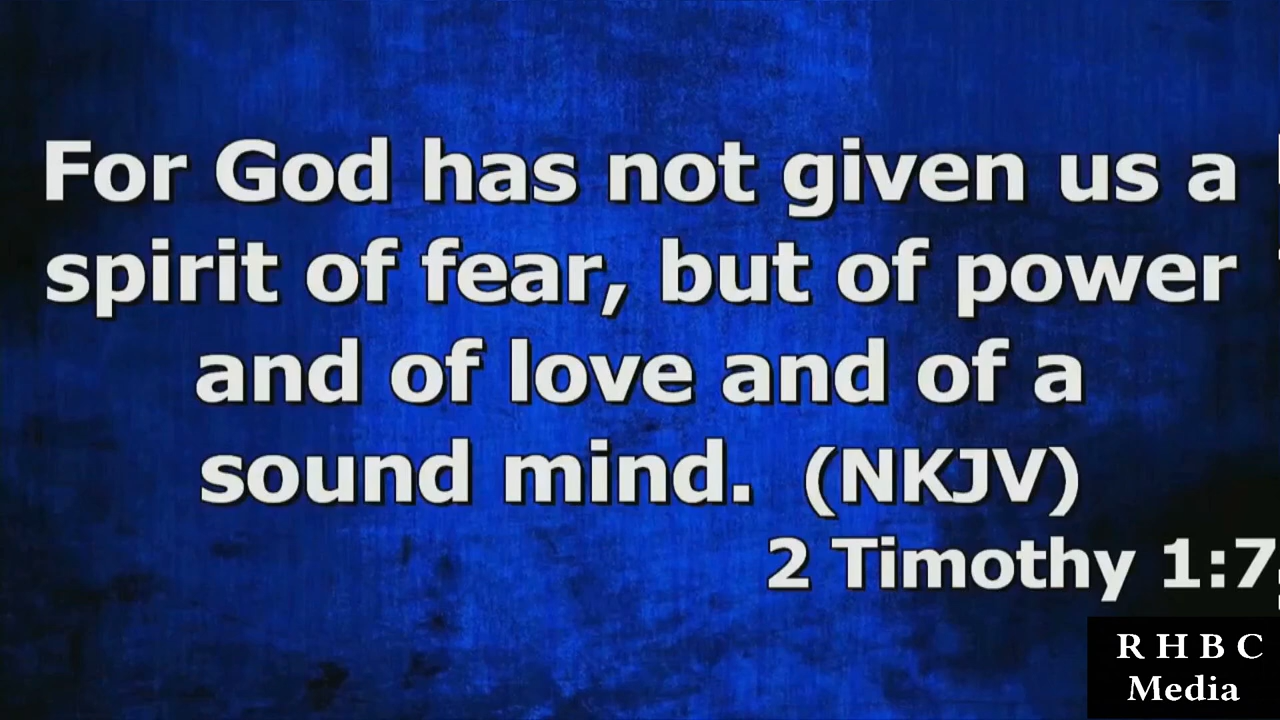 For God has not given us a
spirit of fear, but of power
and of love and of a
sound mind. (NKJV)
2 Timothy 1:7
R H B C
Media